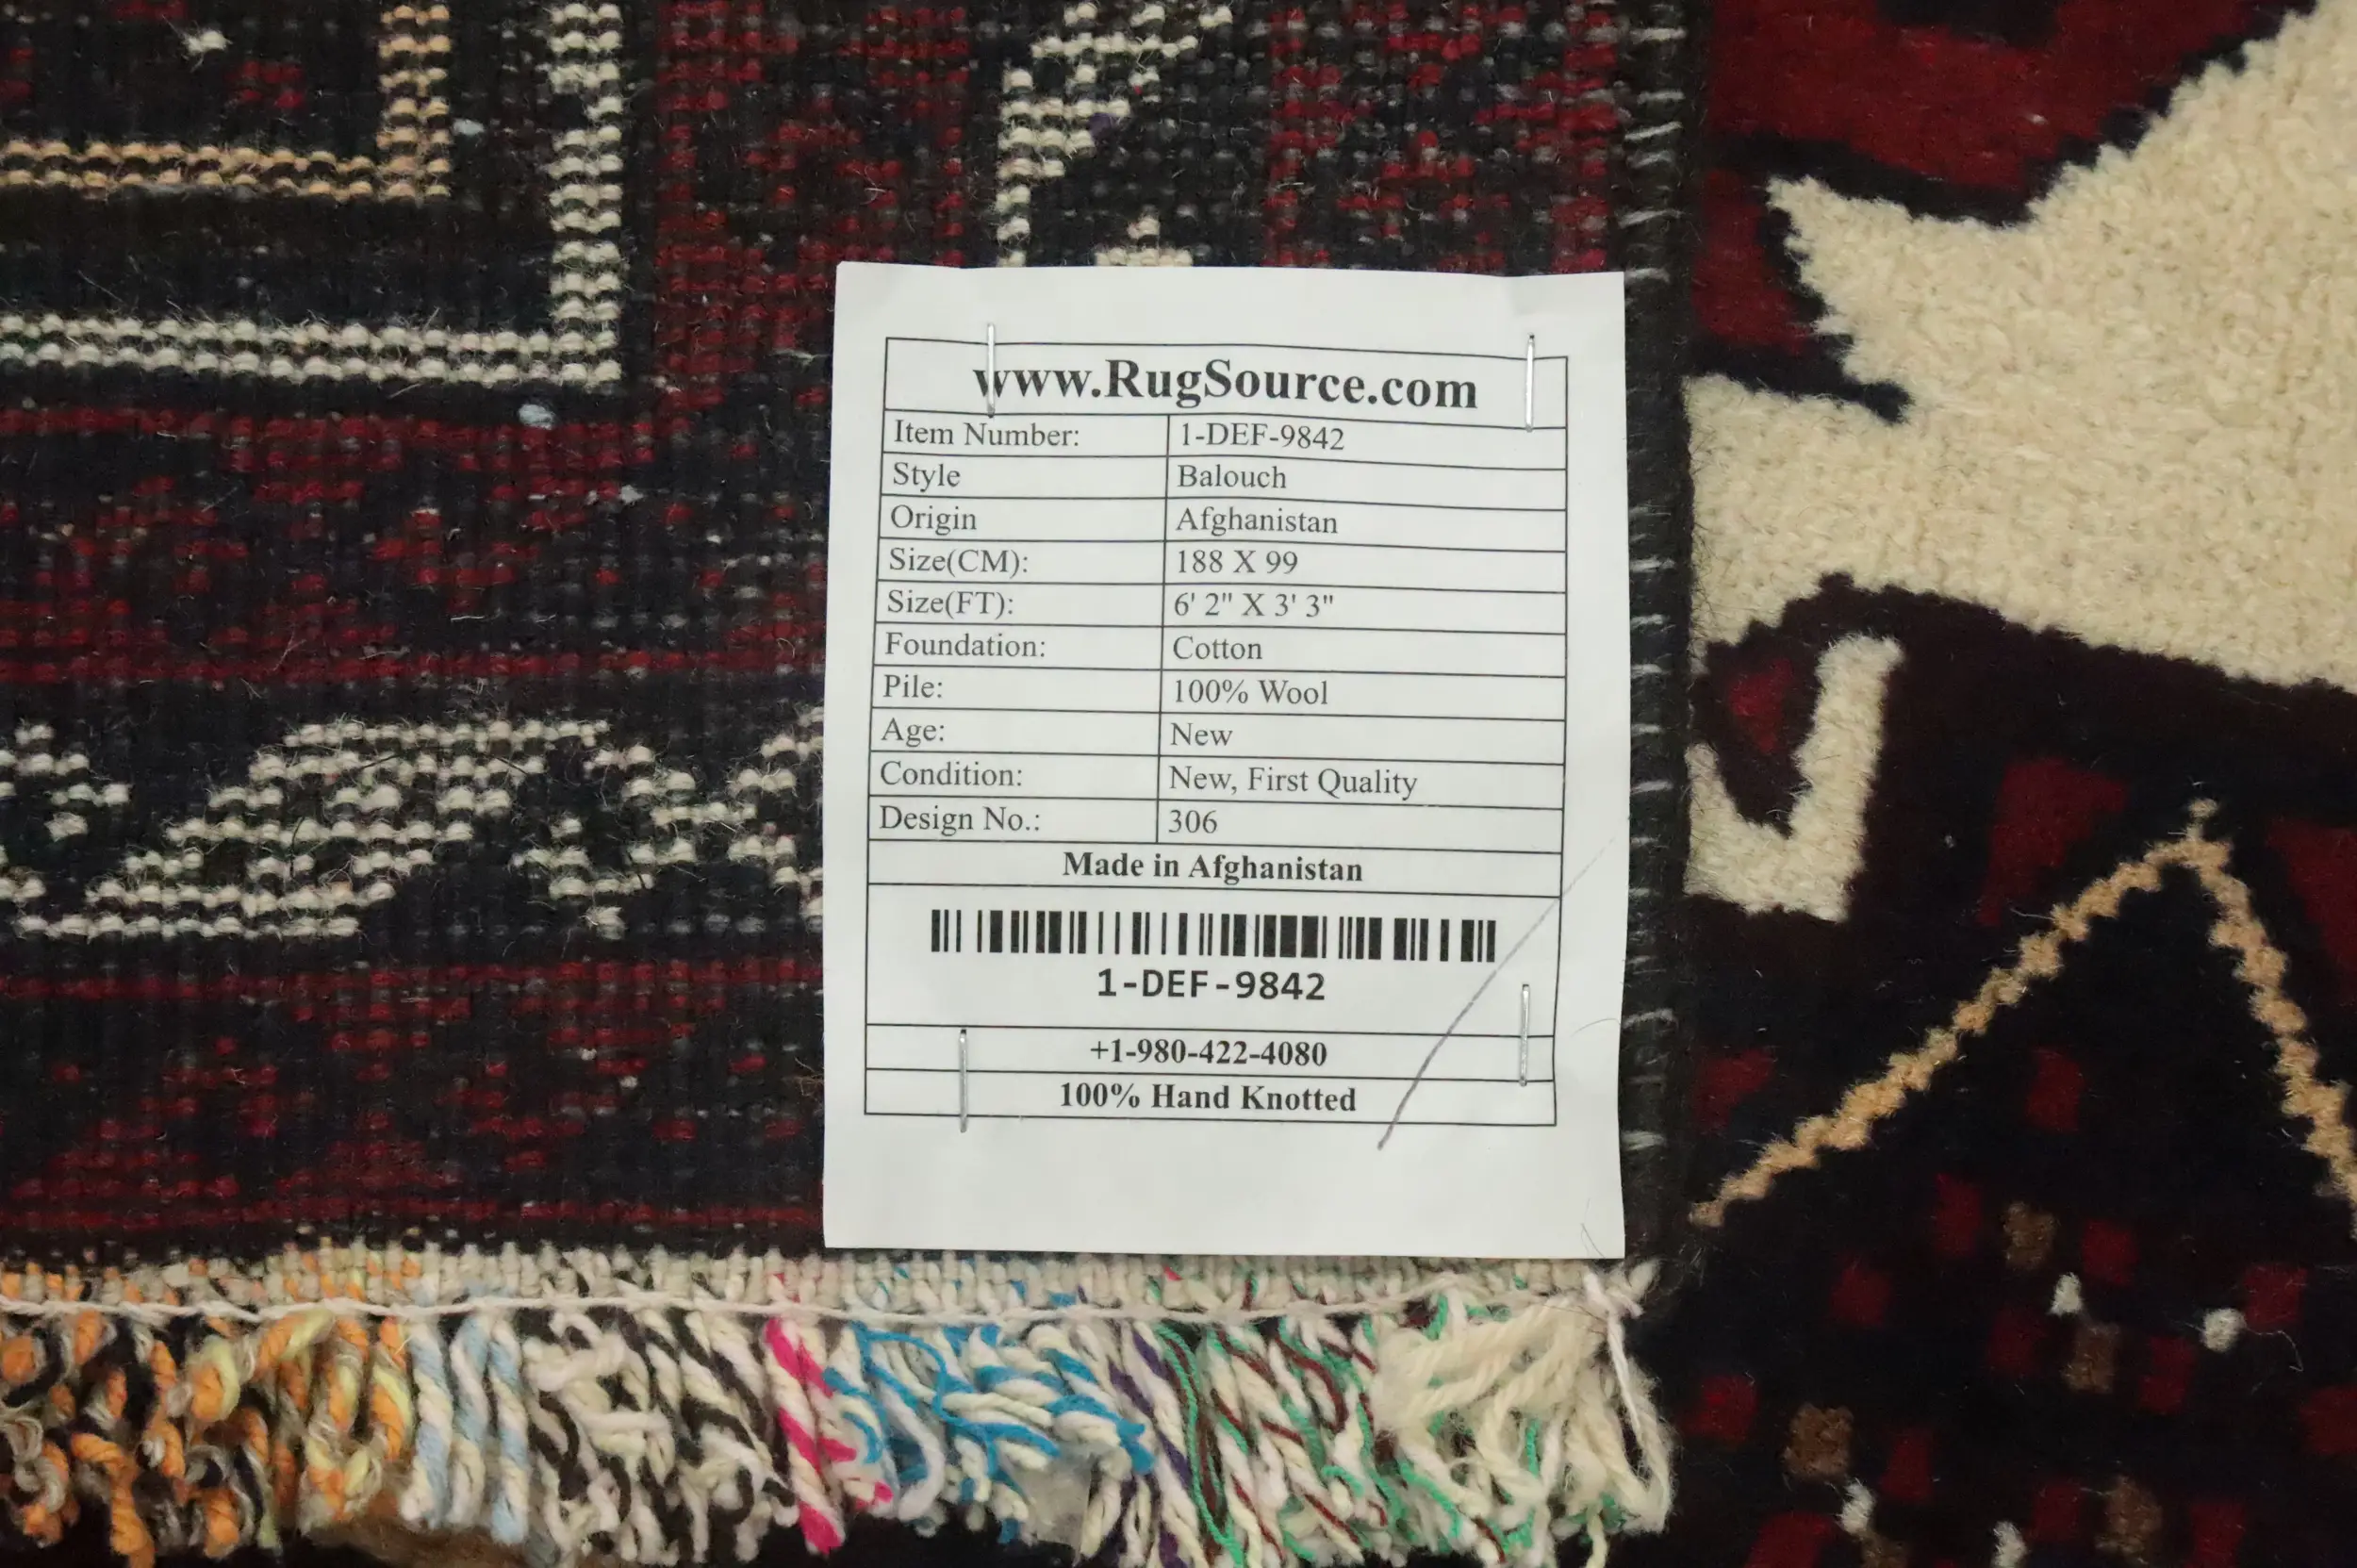 www.RugSource.com
Item Number: 1-DEF-9842
Style Balouch
Origin Afghanistan
Size(CM): 188 X 99
Size(FT): 6' 2" X 3' 3"
Foundation: Cotton
Pile: 100% Wool
Age: New
Condition: New, First Quality
Design No.: 306
Made in Afghanistan
1-DEF-9842
+1-980-422-4080
100% Hand Knotted